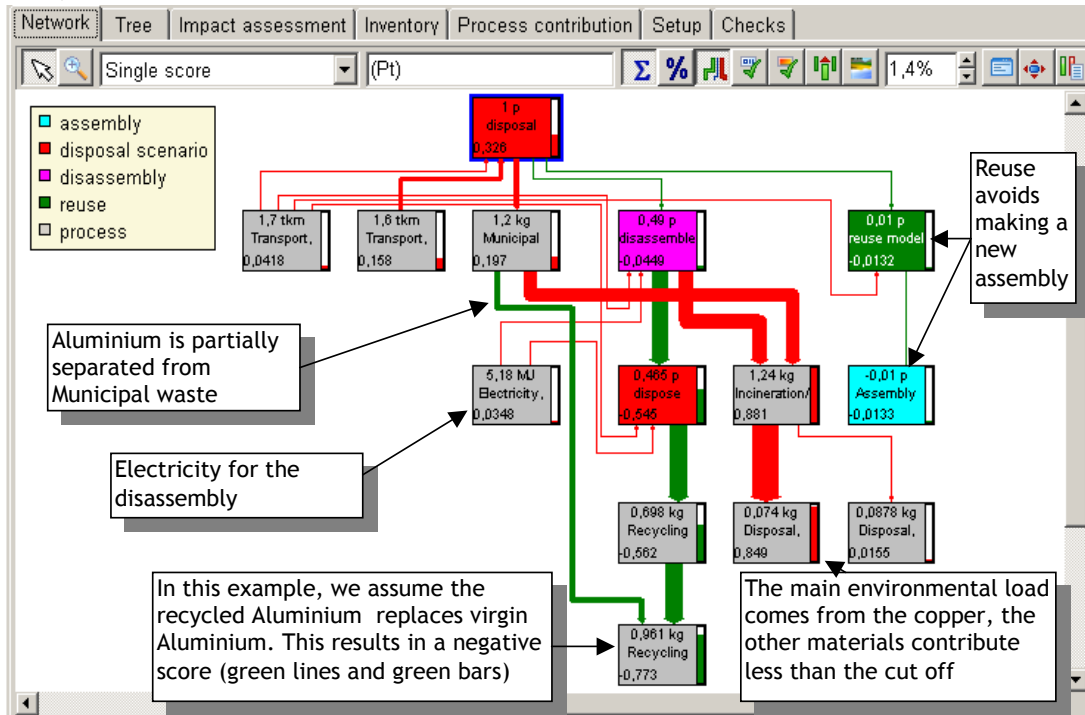 Network Tree Impact assessment Inventory Process contribution Setup Checks
Single score (Pt) Σ % 1,4%
assembly
disposal scenario
disassembly
reuse
process
1 p
disposal
0,326
Reuse
avoids
making a
new
assembly
1,7 tkm
Transport,
0,0418
1,6 tkm
Transport,
0,158
1,2 kg
Municipal
0,197
0,49 p
disassemble
-0,0449
0,01 p
reuse model
-0,0132
Aluminium is partially
separated from
Municipal waste
5,18 MJ
Electricity,
0,0348
0,465 p
dispose
-0,545
1,24 kg
Incineration/
0,881
-0,01 p
Assembly
-0,0133
Electricity for the
disassembly
0,698 kg
Recycling
-0,562
0,074 kg
Disposal,
0,849
0,0878 kg
Disposal,
0,0155
In this example, we assume the
recycled Aluminium replaces virgin
Aluminium. This results in a negative
score (green lines and green bars)
0,961 kg
Recycling
-0,773
The main environmental load
comes from the copper, the
other materials contribute
less than the cut off